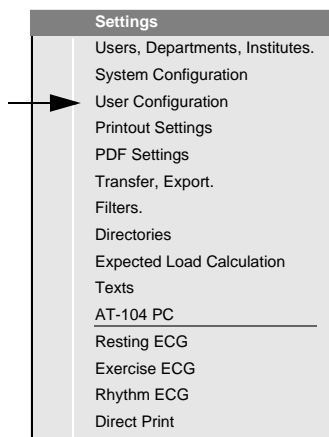 Settings
Users, Departments, Institutes.
System Configuration
User Configuration
Printout Settings
PDF Settings
Transfer, Export.
Filters.
Directories
Expected Load Calculation
Texts
AT-104 PC
Resting ECG
Exercise ECG
Rhythm ECG
Direct Print